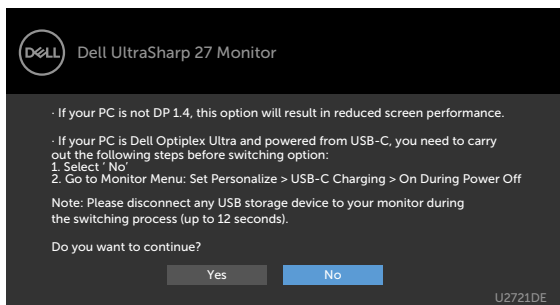 DELL
Dell UltraSharp 27 Monitor
· If your PC is not DP 1.4, this option will result in reduced screen performance.
· If your PC is Dell Optiplex Ultra and powered from USB-C, you need to carry
out the following steps before switching option:
1. Select ‘ No’
2. Go to Monitor Menu: Set Personalize > USB-C Charging > On During Power Off
Note: Please disconnect any USB storage device to your monitor during
the switching process (up to 12 seconds).
Do you want to continue?
Yes
No
U2721DE